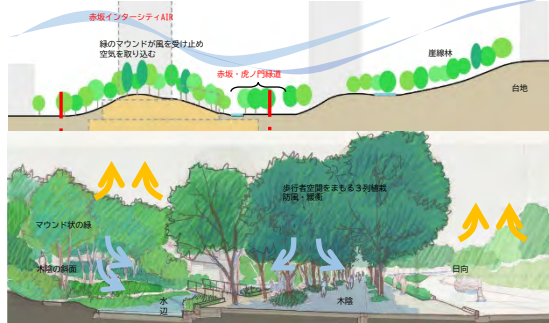 赤坂インターシティAIR
緑のマウンドが風を受け止め
空気を取り込む
赤坂・虎ノ門緑道
崖線林
台地
歩行者空間をまもる3列植栽
防風・緩衝
マウンド状の緑
木陰の斜面
日向
水辺
木陰